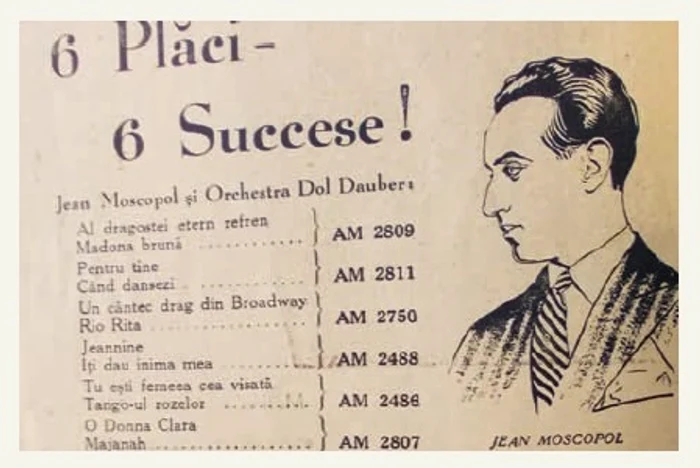 6 Plăci -
6 Succese!
Jean Moscopol și Orchestra Dol Dauber:
Al dragostei etern refren
Madona brună ............ } AM 2809
Pentru tine
Când dansezi ............ } AM 2811
Un cântec drag din Broadway
Rio Rita ............ } AM 2750
Jeannine
Iți dau inima mea ............ } AM 2488
Tu ești femeea cea visată
Tango-ul rozelor ............ } AM 2486
O Donna Clara
Majanah ............ } AM 2807
JEAN MOSCOPOL